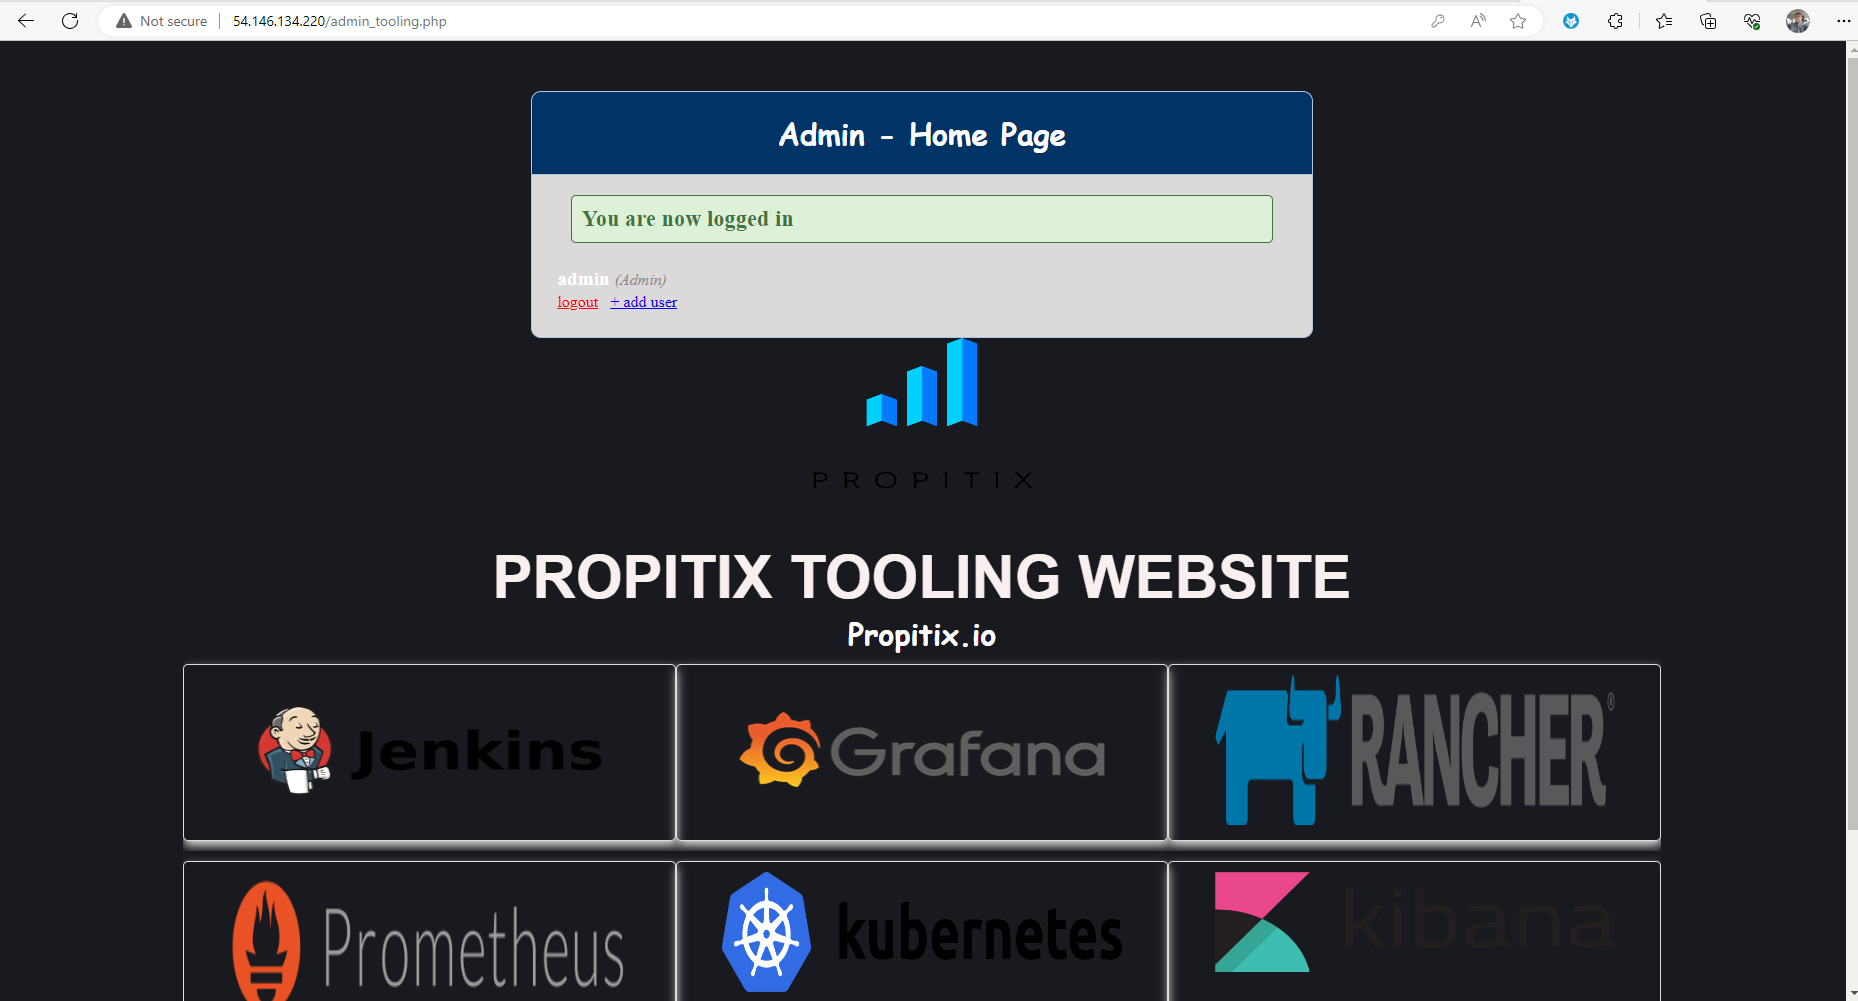 Not secure 54.146.134.220/admin_tooling.php
Admin - Home Page
You are now logged in
admin (Admin)
logout + add user
PROPITIX
PROPITIX TOOLING WEBSITE
Propitix.io
Jenkins Grafana RANCHER®
Prometheus kubernetes kibana